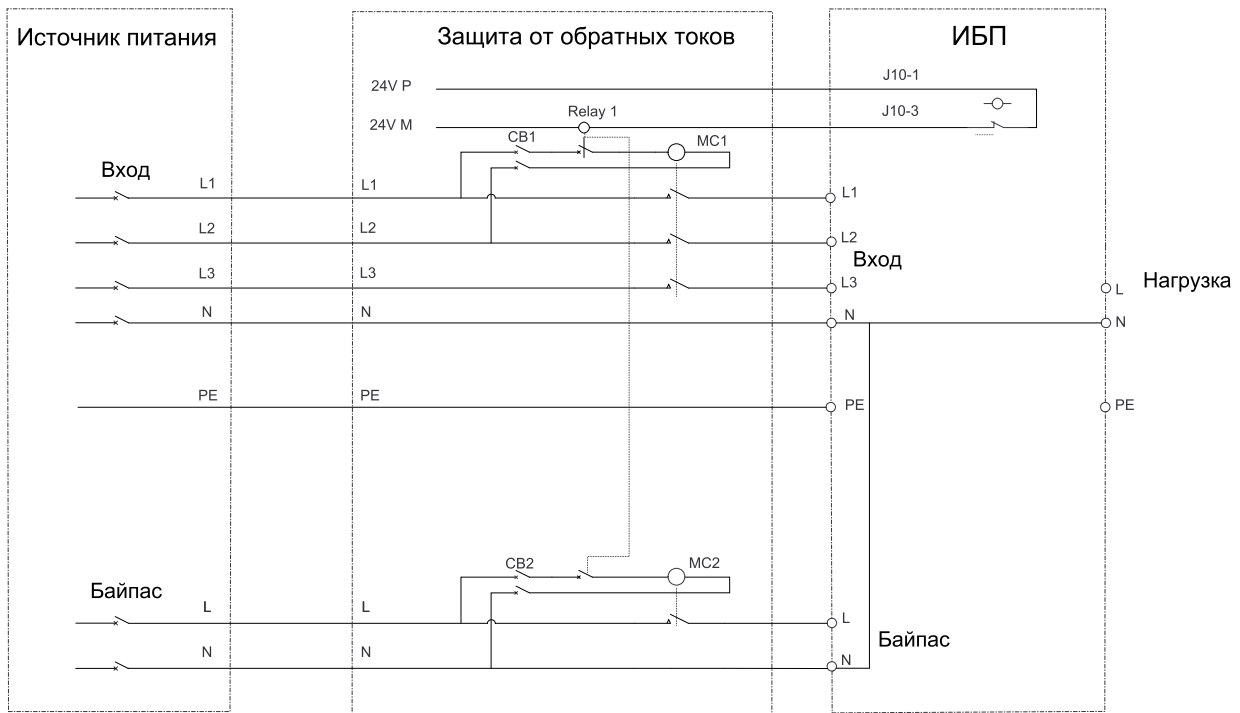 Источник питания
Защита от обратных токов
ИБП
24V P
J10-1
24V M
Relay 1
J10-3
CB1
MC1
Вход
L1
L1
L1
L2
L2
L2
Вход
L3
L3
L3
L
Нагрузка
N
N
N
N
PE
PE
PE
PE
CB2
MC2
Байпас
L
L
L
Байпас
N
N
N